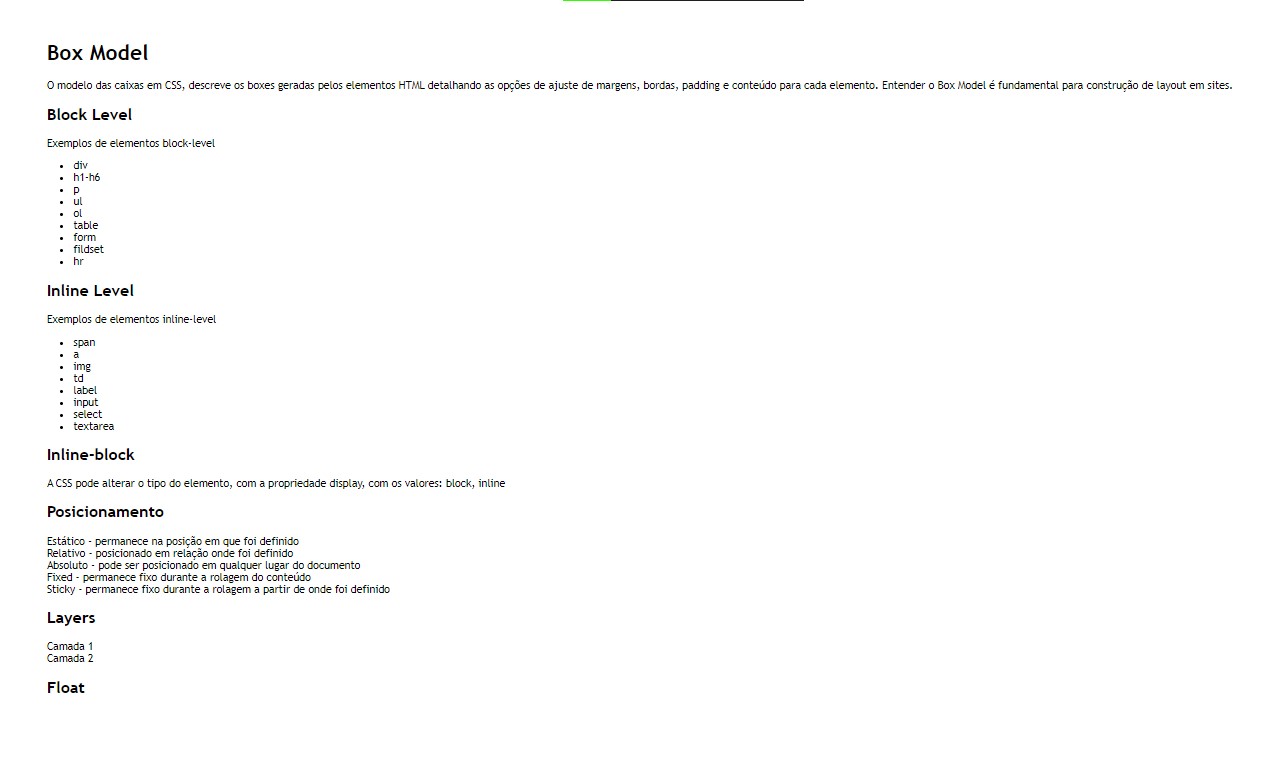 Box Model
O modelo das caixas em CSS, descreve os boxes geradas pelos elementos HTML detalhando as opções de ajuste de margens, bordas, padding e conteúdo para cada elemento. Entender o Box Model é fundamental para construção de layout em sites.
Block Level
Exemplos de elementos block-level
• div
• h1-h6
• p
• ul
• ol
• table
• form
• fildset
• hr
Inline Level
Exemplos de elementos inline-level
• span
• a
• img
• td
• label
• input
• select
• textarea
Inline-block
A CSS pode alterar o tipo do elemento, com a propriedade display, com os valores: block, inline
Posicionamento
Estático - permanece na posição em que foi definido
Relativo - posicionado em relação onde foi definido
Absoluto - pode ser posicionado em qualquer lugar do documento
Fixed - permanece fixo durante a rolagem do conteúdo
Sticky - permanece fixo durante a rolagem a partir de onde foi definido
Layers
Camada 1
Camada 2
Float